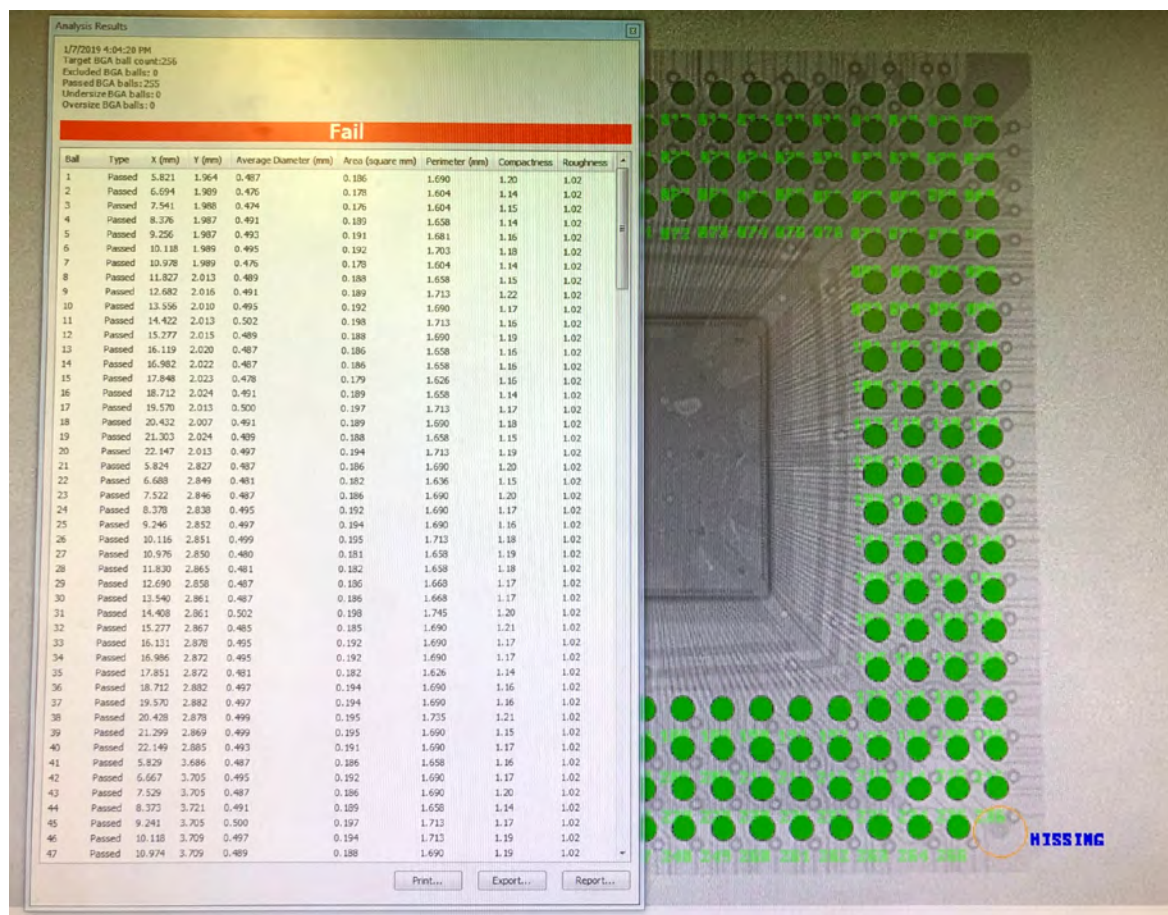 Analysis Results
1/7/2019 4:04:20 PM
Target BGA ball count:256
Excluded BGA balls: 0
Passed BGA balls: 255
Undersize BGA balls: 0
Oversize BGA balls: 0
Fail
Ball Type X (mm) Y (mm) Average Diameter (mm) Area (square mm) Perimeter (mm) Compactness Roughness
1 Passed 5.821 1.964 0.487 0.186 1.690 1.20 1.02
2 Passed 6.694 1.989 0.476 0.178 1.604 1.14 1.02
3 Passed 7.541 1.988 0.474 0.176 1.604 1.15 1.02
4 Passed 8.376 1.987 0.491 0.189 1.658 1.14 1.02
5 Passed 9.256 1.987 0.493 0.191 1.681 1.16 1.02
6 Passed 10.118 1.989 0.495 0.192 1.703 1.18 1.02
7 Passed 10.978 1.989 0.476 0.178 1.604 1.14 1.02
8 Passed 11.827 2.013 0.489 0.188 1.658 1.15 1.02
9 Passed 12.682 2.016 0.491 0.189 1.713 1.22 1.02
10 Passed 13.556 2.010 0.495 0.192 1.690 1.17 1.02
11 Passed 14.422 2.013 0.502 0.198 1.713 1.16 1.02
12 Passed 15.277 2.015 0.489 0.188 1.690 1.19 1.02
13 Passed 16.119 2.020 0.487 0.186 1.658 1.16 1.02
14 Passed 16.982 2.022 0.487 0.186 1.658 1.16 1.02
15 Passed 17.848 2.023 0.478 0.179 1.626 1.16 1.02
16 Passed 18.712 2.024 0.491 0.189 1.658 1.14 1.02
17 Passed 19.570 2.013 0.500 0.197 1.713 1.17 1.02
18 Passed 20.432 2.007 0.491 0.189 1.690 1.18 1.02
19 Passed 21.303 2.024 0.489 0.188 1.658 1.15 1.02
20 Passed 22.147 2.013 0.497 0.194 1.713 1.19 1.02
21 Passed 5.824 2.827 0.487 0.186 1.690 1.20 1.02
22 Passed 6.688 2.849 0.481 0.182 1.636 1.15 1.02
23 Passed 7.522 2.846 0.487 0.186 1.690 1.20 1.02
24 Passed 8.378 2.838 0.495 0.192 1.690 1.17 1.02
25 Passed 9.246 2.852 0.497 0.194 1.690 1.16 1.02
26 Passed 10.116 2.851 0.499 0.195 1.713 1.18 1.02
27 Passed 10.976 2.850 0.480 0.181 1.658 1.19 1.02
28 Passed 11.830 2.865 0.481 0.182 1.658 1.18 1.02
29 Passed 12.690 2.858 0.487 0.186 1.668 1.17 1.02
30 Passed 13.540 2.861 0.487 0.186 1.668 1.17 1.02
31 Passed 14.408 2.861 0.502 0.198 1.745 1.20 1.02
32 Passed 15.277 2.867 0.485 0.185 1.690 1.21 1.02
33 Passed 16.131 2.878 0.495 0.192 1.690 1.17 1.02
34 Passed 16.986 2.872 0.495 0.192 1.690 1.17 1.02
35 Passed 17.851 2.872 0.481 0.182 1.626 1.14 1.02
36 Passed 18.712 2.882 0.497 0.194 1.690 1.16 1.02
37 Passed 19.570 2.882 0.497 0.194 1.690 1.16 1.02
38 Passed 20.428 2.878 0.499 0.195 1.735 1.21 1.02
39 Passed 21.299 2.869 0.499 0.195 1.690 1.15 1.02
40 Passed 22.149 2.885 0.493 0.191 1.690 1.17 1.02
41 Passed 5.829 3.686 0.487 0.186 1.658 1.16 1.02
42 Passed 6.667 3.705 0.495 0.192 1.690 1.17 1.02
43 Passed 7.529 3.705 0.487 0.186 1.690 1.20 1.02
44 Passed 8.373 3.721 0.491 0.189 1.658 1.14 1.02
45 Passed 9.241 3.705 0.500 0.197 1.713 1.17 1.02
46 Passed 10.118 3.709 0.497 0.194 1.713 1.19 1.02
47 Passed 10.974 3.709 0.489 0.188 1.690 1.19 1.02
Print... Export... Report...
MISSING